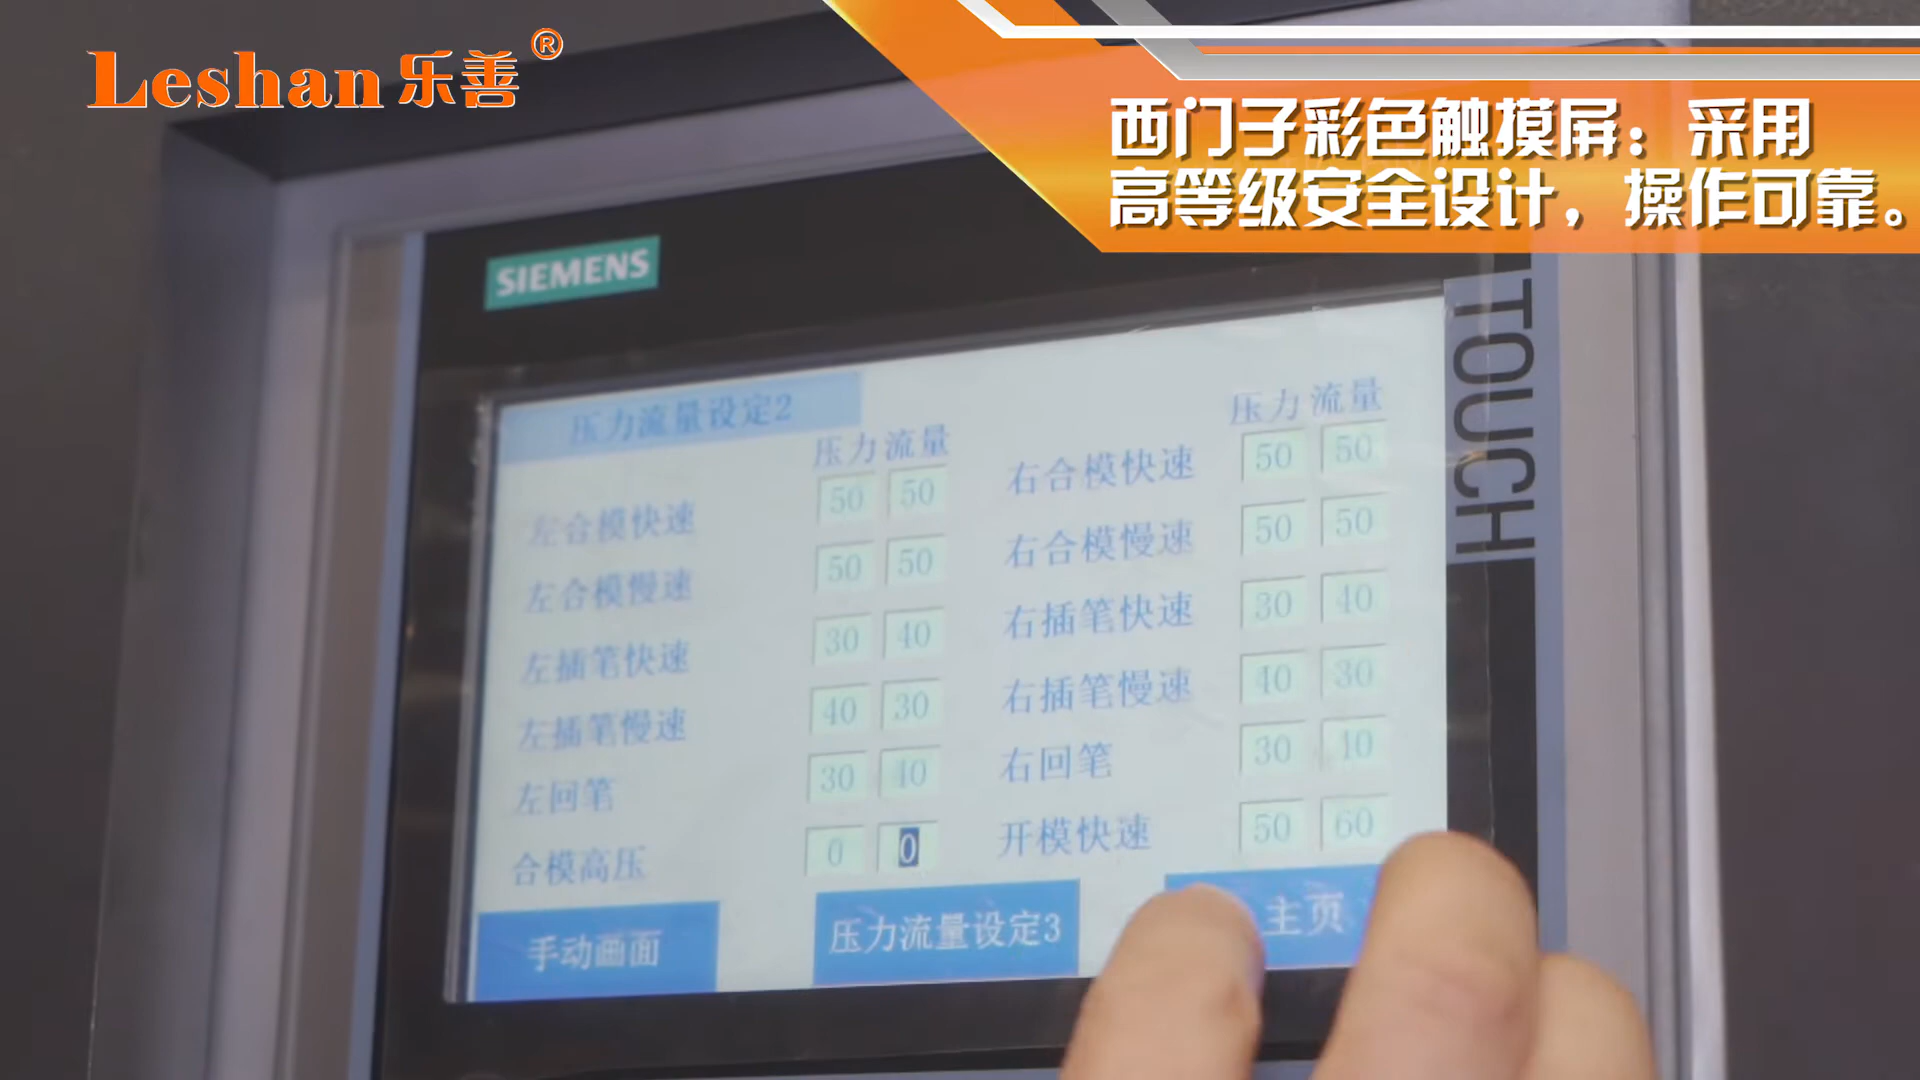 Leshan乐善®
西门子彩色触摸屏：采用
高等级安全设计，操作可靠。
SIEMENS
TOUCH
压力流量设定2
压力 流量 压力 流量
左合模快速 50 50 右合模快速 50 50
左合模慢速 50 50 右合模慢速 50 50
左插笔快速 30 40 右插笔快速 30 40
左插笔慢速 40 30 右插笔慢速 40 30
左回笔 30 40 右回笔 30 10
合模高压 0 0 开模快速 50 60
手动画面 压力流量设定3 主页